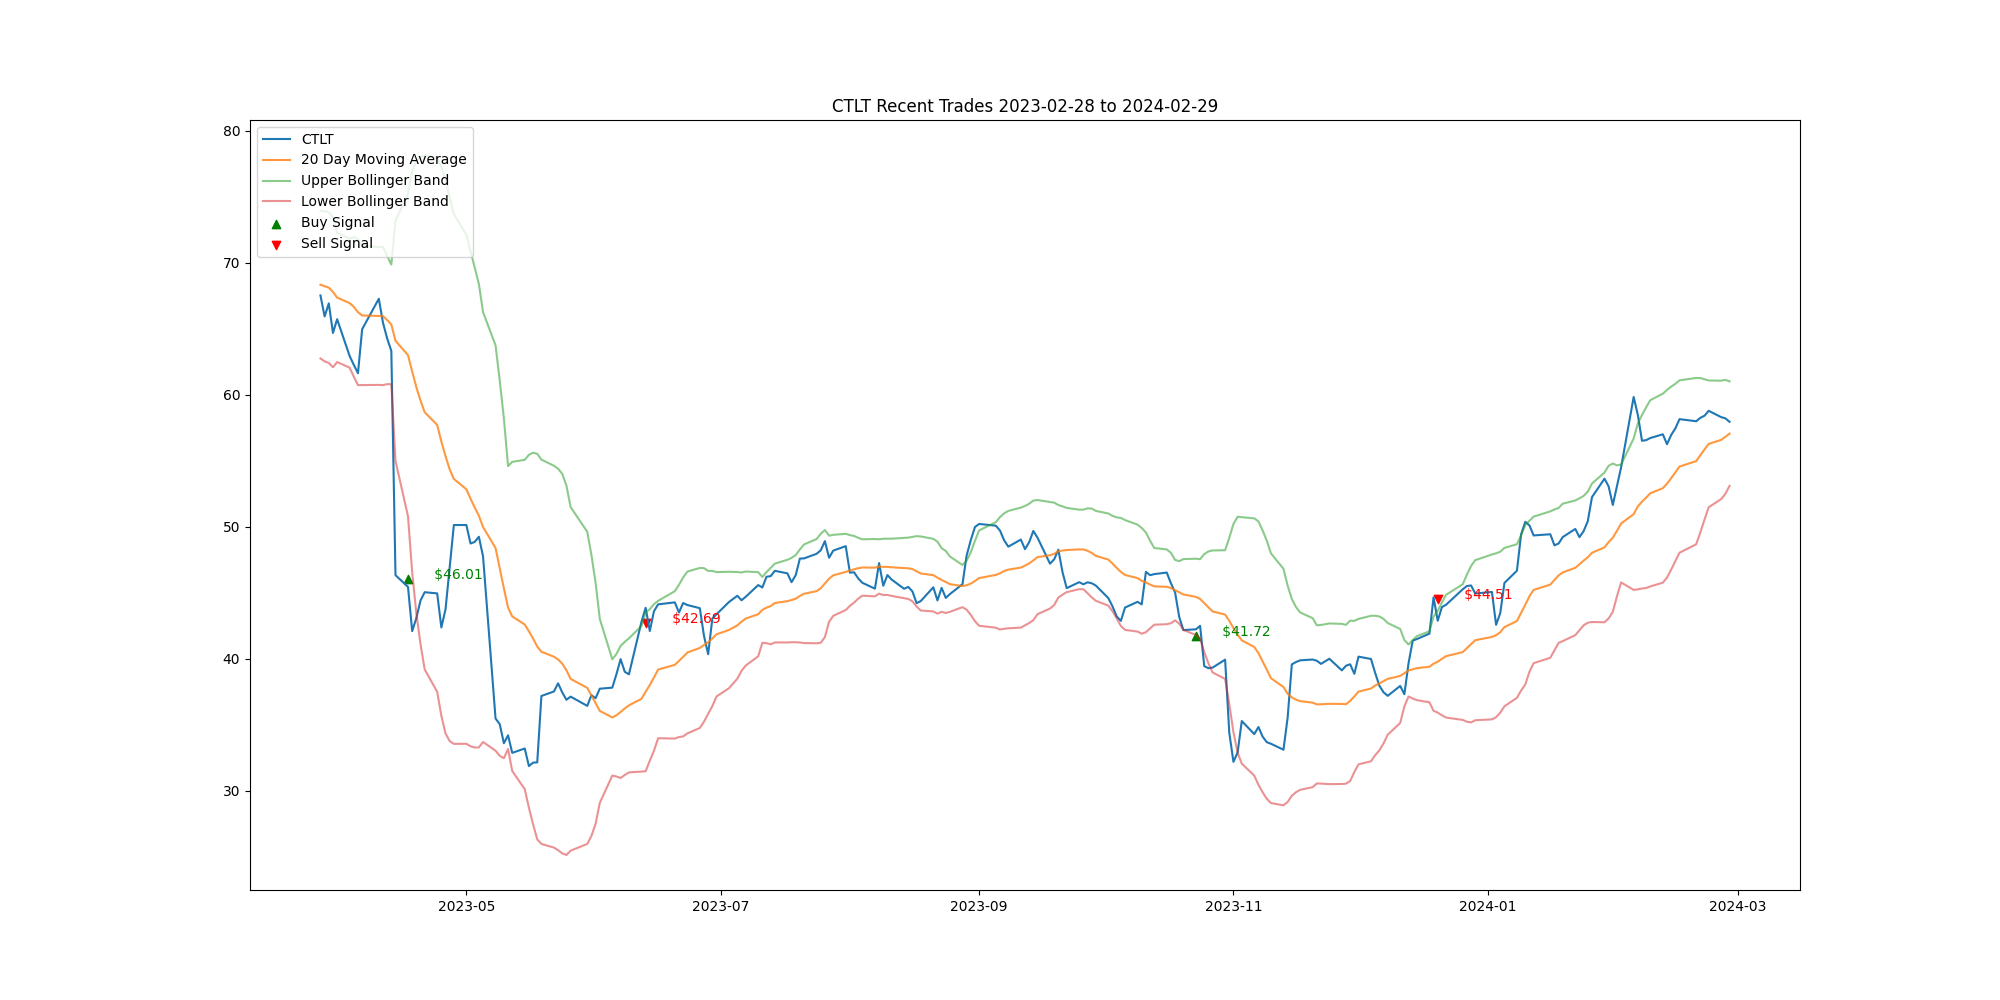 CTLT Recent Trades 2023-02-28 to 2024-02-29
80
70
60
50
40
30
CTLT
20 Day Moving Average
Upper Bollinger Band
Lower Bollinger Band
Buy Signal
Sell Signal
$46.01
$42.69
$41.72
$44.51
2023-05
2023-07
2023-09
2023-11
2024-01
2024-03